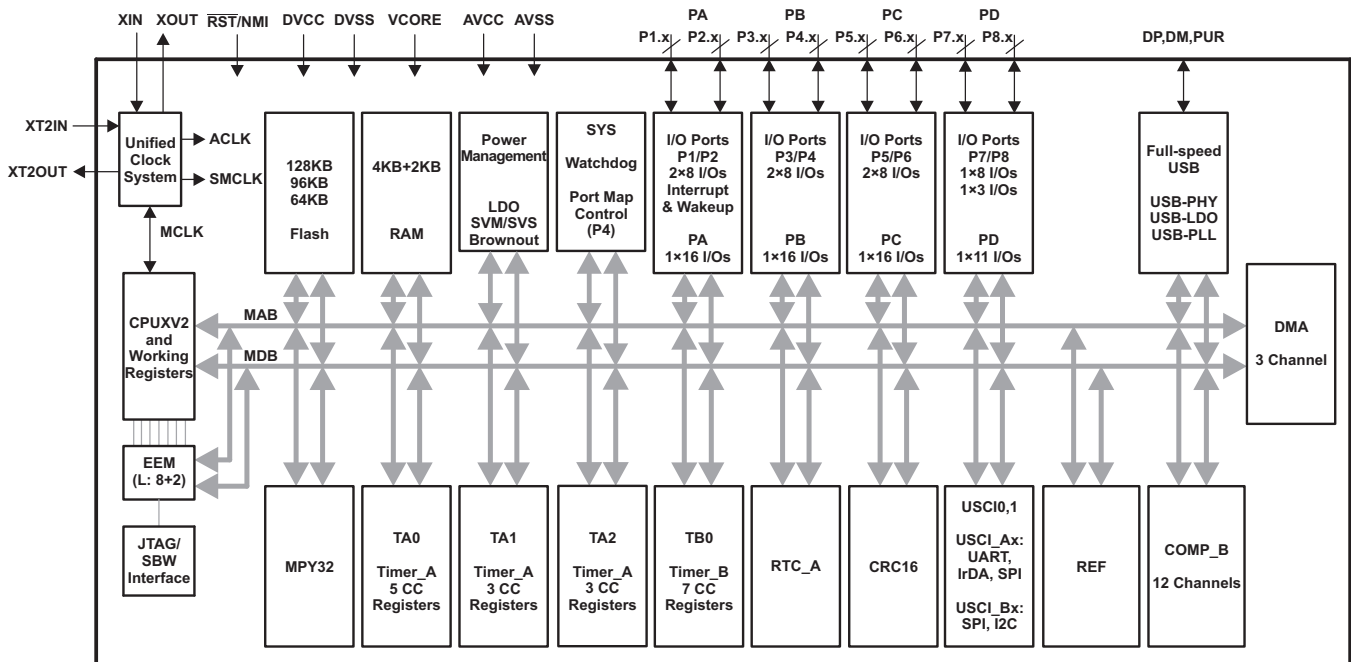 XIN XOUT RST/NMI DVCC DVSS VCORE AVCC AVSS PA PB PC PD
P1.x P2.x P3.x P4.x P5.x P6.x P7.x P8.x DP,DM,PUR
XT2IN
XT2OUT
Unified
Clock
System
ACLK
SMCLK
MCLK
128KB
96KB
64KB
Flash
4KB+2KB
RAM
Power
Management
LDO
SVM/SVS
Brownout
SYS
Watchdog
Port Map
Control
(P4)
I/O Ports
P1/P2
2×8 I/Os
Interrupt
& Wakeup
PA
1×16 I/Os
I/O Ports
P3/P4
2×8 I/Os
PB
1×16 I/Os
I/O Ports
P5/P6
2×8 I/Os
PC
1×16 I/Os
I/O Ports
P7/P8
1×8 I/Os
1×3 I/Os
PD
1×11 I/Os
Full-speed
USB
USB-PHY
USB-LDO
USB-PLL
CPUXV2
and
Working
Registers
MAB
MDB
DMA
3 Channel
EEM
(L: 8+2)
JTAG/
SBW
Interface
MPY32
TA0
Timer_A
5 CC
Registers
TA1
Timer_A
3 CC
Registers
TA2
Timer_A
3 CC
Registers
TB0
Timer_B
7 CC
Registers
RTC_A
CRC16
USCI0,1
USCI_Ax:
UART,
IrDA, SPI
USCI_Bx:
SPI, I2C
REF
COMP_B
12 Channels